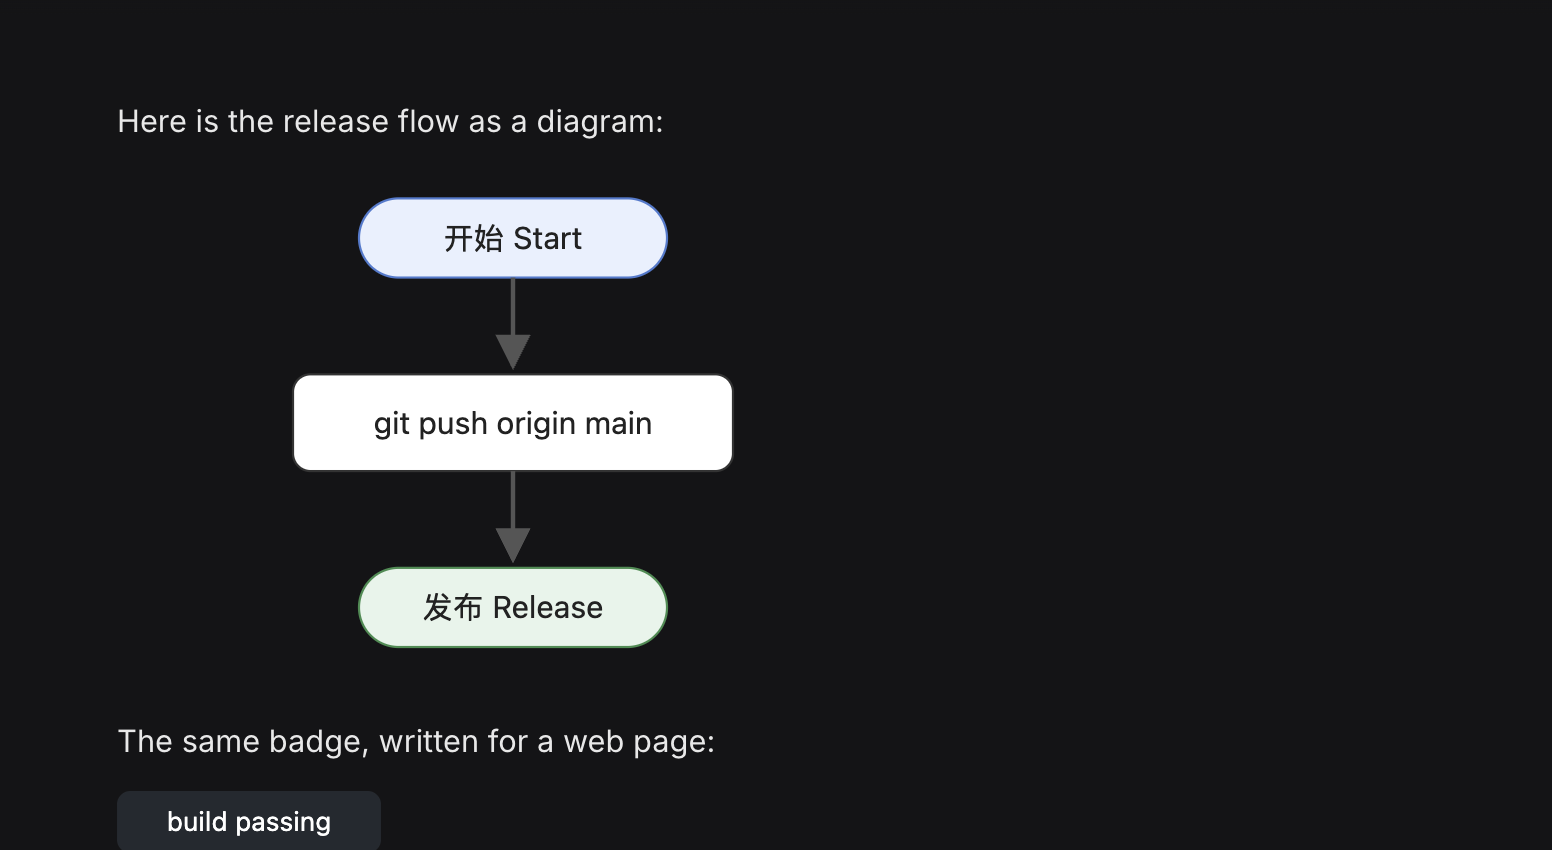 Here is the release flow as a diagram:
开始 Start
git push origin main
发布 Release
The same badge, written for a web page:
build passing